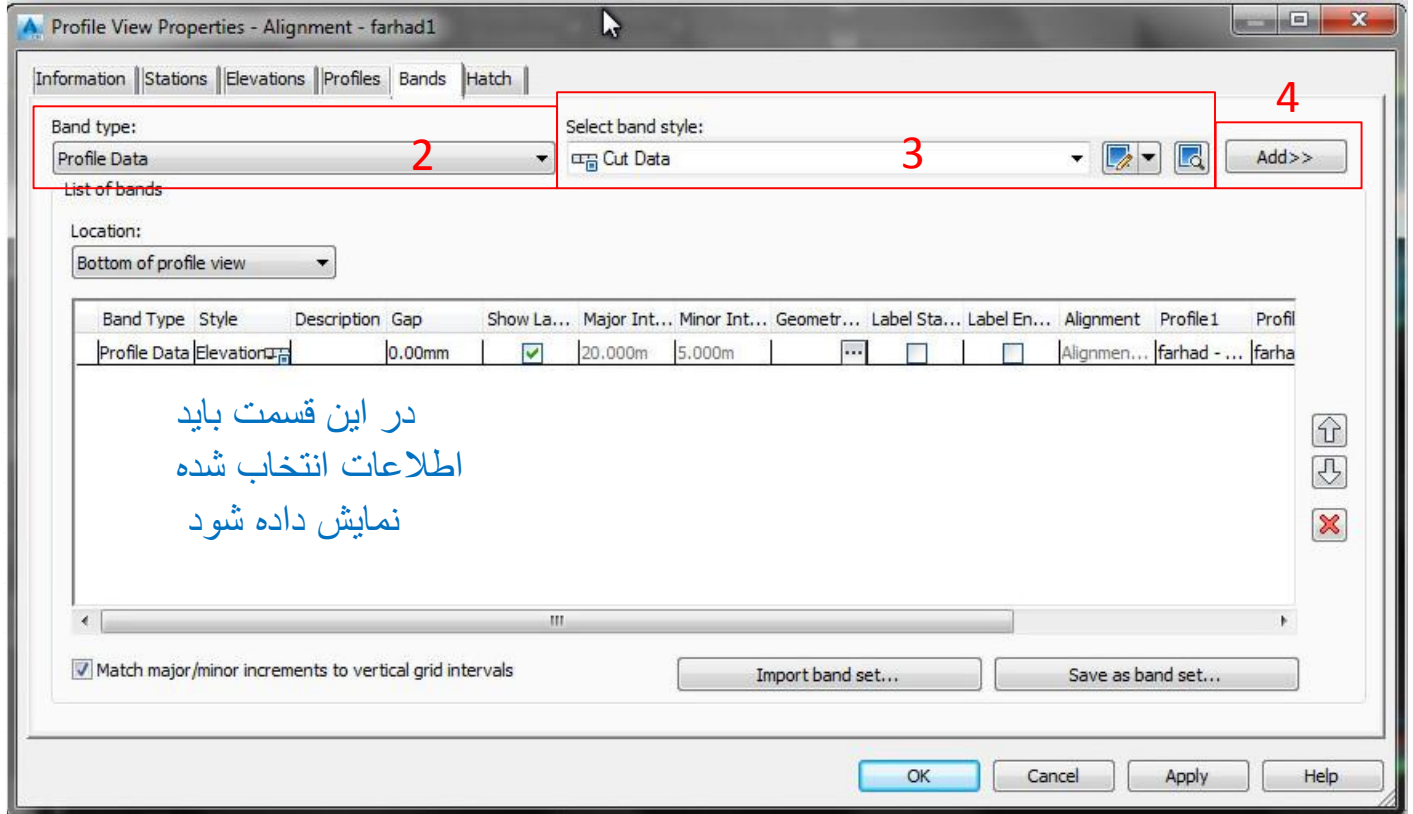 Profile View Properties - Alignment - farhad1
Information Stations Elevations Profiles Bands Hatch
4
Band type: Select band style:
Profile Data 2 Cut Data 3 Add>>
List of bands
Location:
Bottom of profile view
Band Type Style Description Gap Show La... Major Int... Minor Int... Geometr... Label Sta... Label En... Alignment Profile1 Profil
Profile Data Elevation 0.00mm 20.000m 5.000m ... Alignmen... farhad - ... farha
در این قسمت باید
اطلاعات انتخاب شده
نمایش داده شود
Match major/minor increments to vertical grid intervals Import band set... Save as band set...
OK Cancel Apply Help